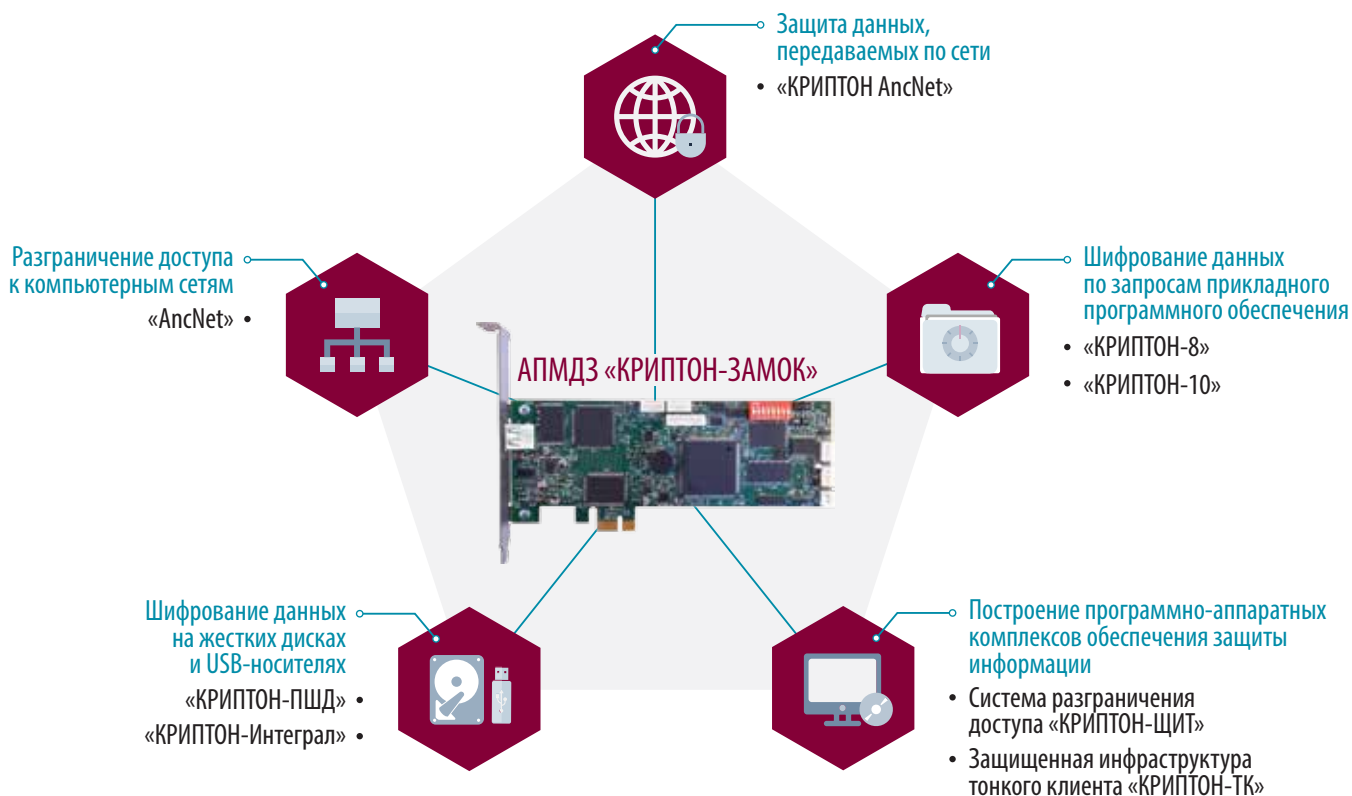 Защита данных,
передаваемых по сети
• «КРИПТОН AncNet»
Разграничение доступа
к компьютерным сетям
«AncNet» •
Шифрование данных
по запросам прикладного
программного обеспечения
• «КРИПТОН-8»
• «КРИПТОН-10»
АПМДЗ «КРИПТОН-ЗАМОК»
Шифрование данных
на жестких дисках
и USB-носителях
«КРИПТОН-ПШД» •
«КРИПТОН-Интеграл» •
Построение программно-аппаратных
комплексов обеспечения защиты
информации
• Система разграничения
доступа «КРИПТОН-ЩИТ»
• Защищенная инфраструктура
тонкого клиента «КРИПТОН-ТК»